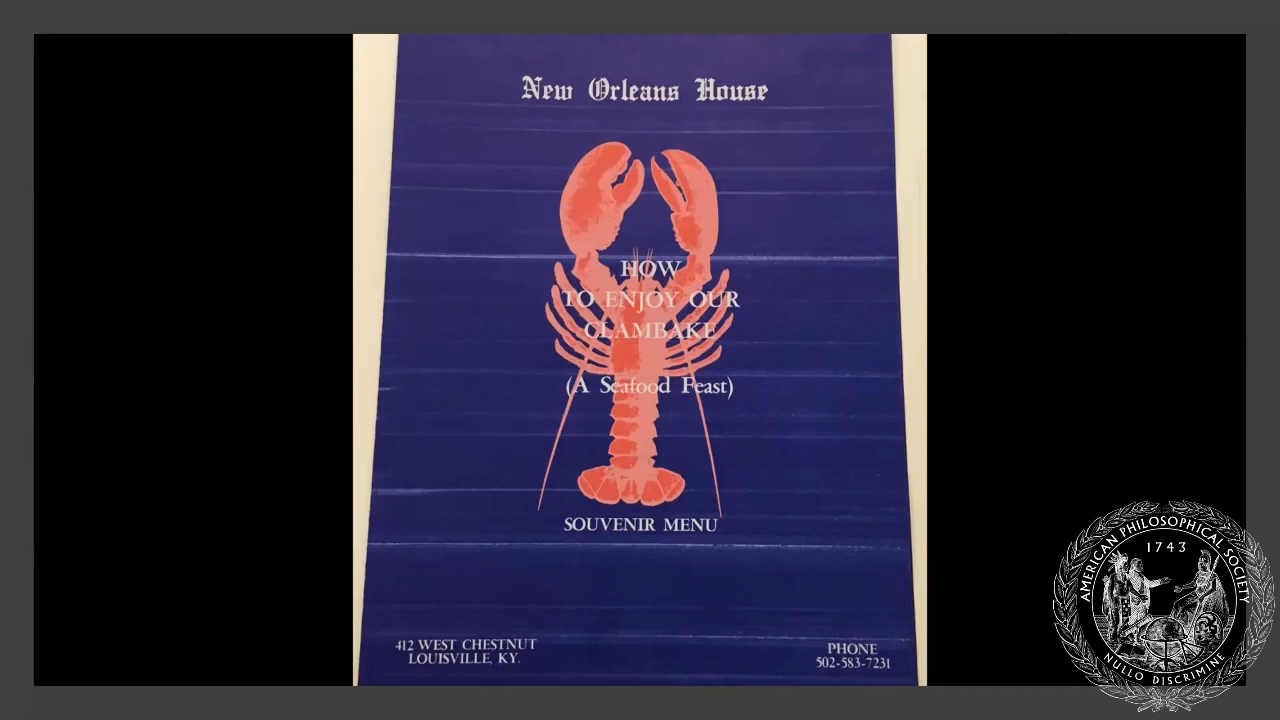 New Orleans House
HOW
TO ENJOY OUR
CLAMBAKE
(A Seafood Feast)
SOUVENIR MENU
412 WEST CHESTNUT
LOUISVILLE, KY.
PHONE
502-583-7231
AMERICAN PHILOSOPHICAL SOCIETY
1743
NULLO DISCRIMINE